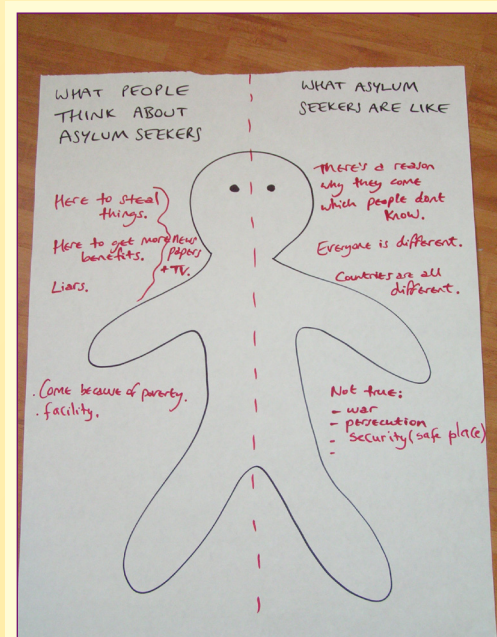 WHAT PEOPLE
THINK ABOUT
ASYLUM SEEKERS
Here to steal
things.
Here to get more
benefits.
Liars.
news
papers
+ TV.
. Come because of poverty.
. facility.
WHAT ASYLUM
SEEKERS ARE LIKE
There's a reason
why they come
which people dont
know.
Everyone is different.
Countries are all
different.
Not true:
- war
- persecution
- security (safe place)
-